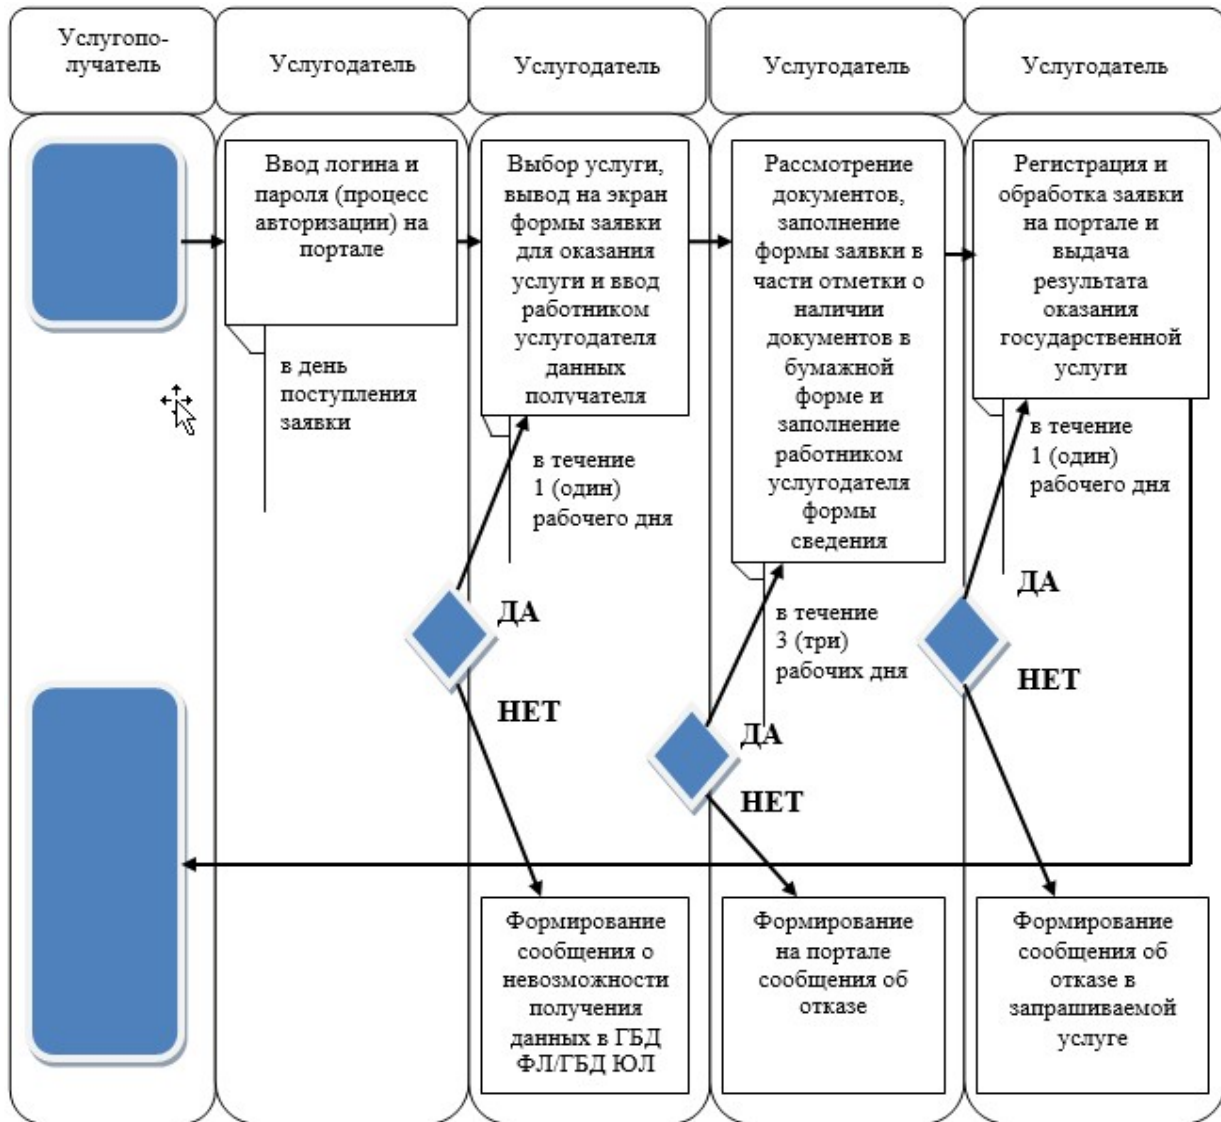 Услугопо-
лучатель
Услугодатель
Услугодатель
Услугодатель
Услугодатель
Ввод логина и
пароля (процесс
авторизации) на
портале
в день
поступления
заявки
Выбор услуги,
вывод на экран
формы заявки
для оказания
услуги и ввод
работником
услугодателя
данных
получателя
в течение
1 (один)
рабочего дня
ДА
НЕТ
Рассмотрение
документов,
заполнение
формы заявки в
части отметки о
наличии
документов в
бумажной
форме и
заполнение
работником
услугодателя
формы
сведения
в течение
3 (три)
рабочих дня
ДА
НЕТ
Регистрация и
обработка заявки
на портале и
выдача
результата
оказания
государственной
услуги
в течение
1 (один)
рабочего дня
ДА
НЕТ
Формирование
сообщения о
невозможности
получения
данных в ГБД
ФЛ/ГБД ЮЛ
Формирование
на портале
сообщения об
отказе
Формирование
сообщения об
отказе в
запрашиваемой
услуге